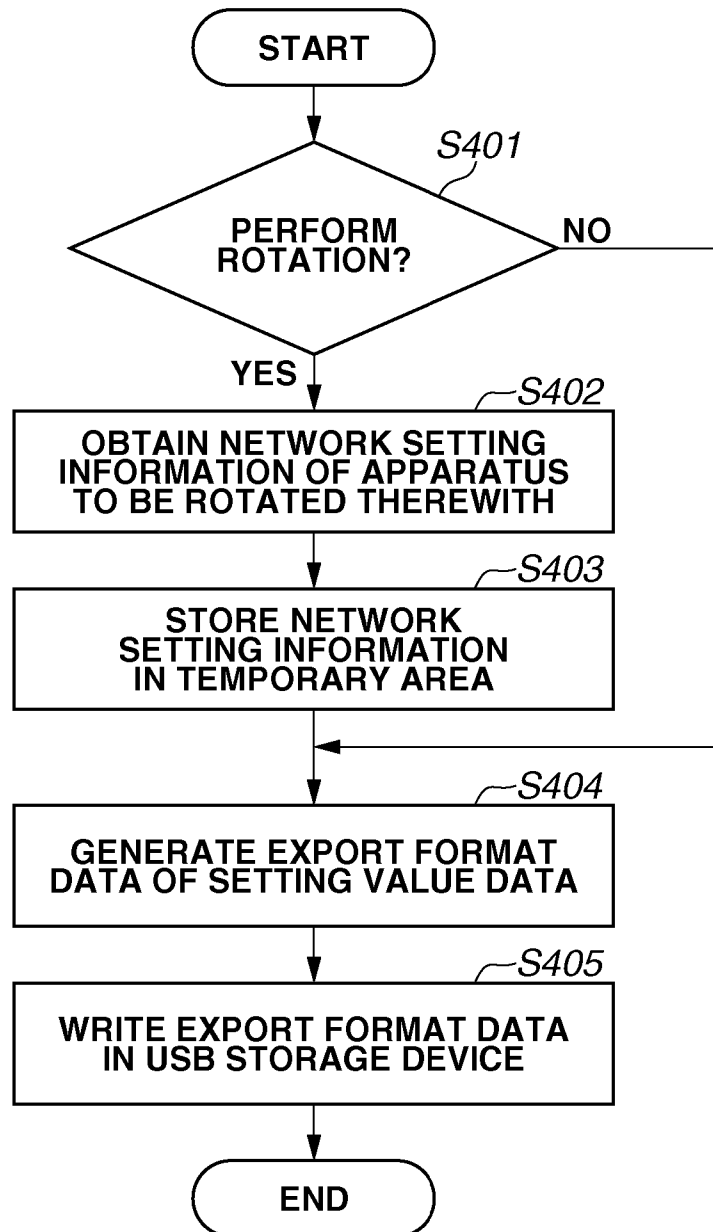 START
S401
PERFORM
ROTATION?
NO
YES
S402
OBTAIN NETWORK SETTING
INFORMATION OF APPARATUS
TO BE ROTATED THEREWITH
S403
STORE NETWORK
SETTING INFORMATION
IN TEMPORARY AREA
S404
GENERATE EXPORT FORMAT
DATA OF SETTING VALUE DATA
S405
WRITE EXPORT FORMAT DATA
IN USB STORAGE DEVICE
END